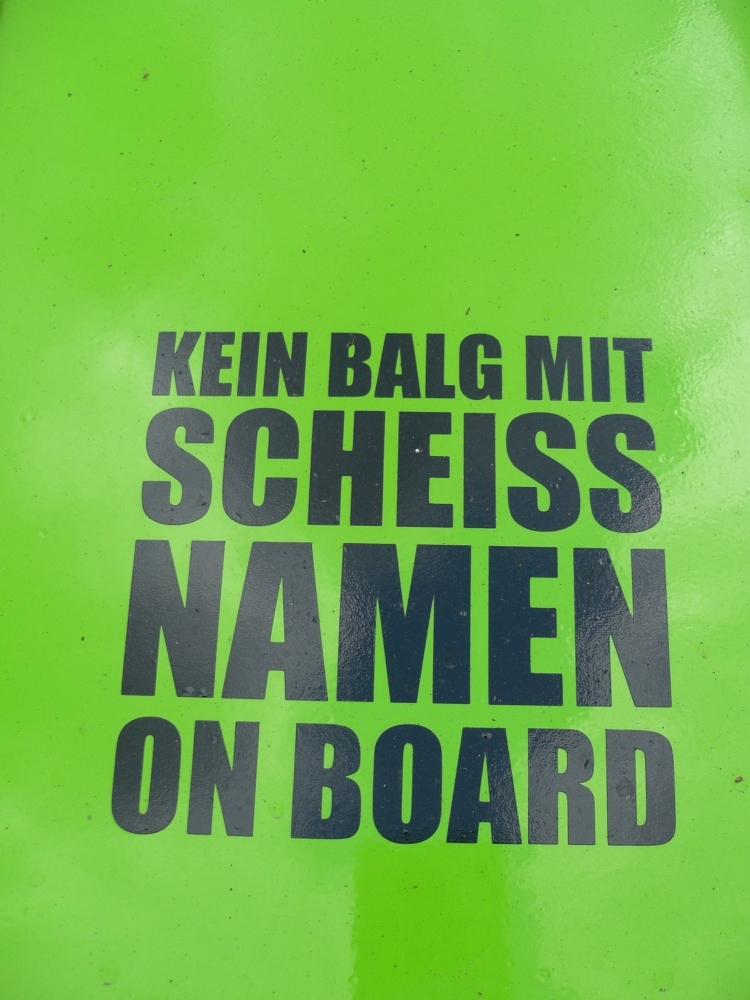 KEIN BALG MIT
SCHEISS
NAMEN
ON BOARD